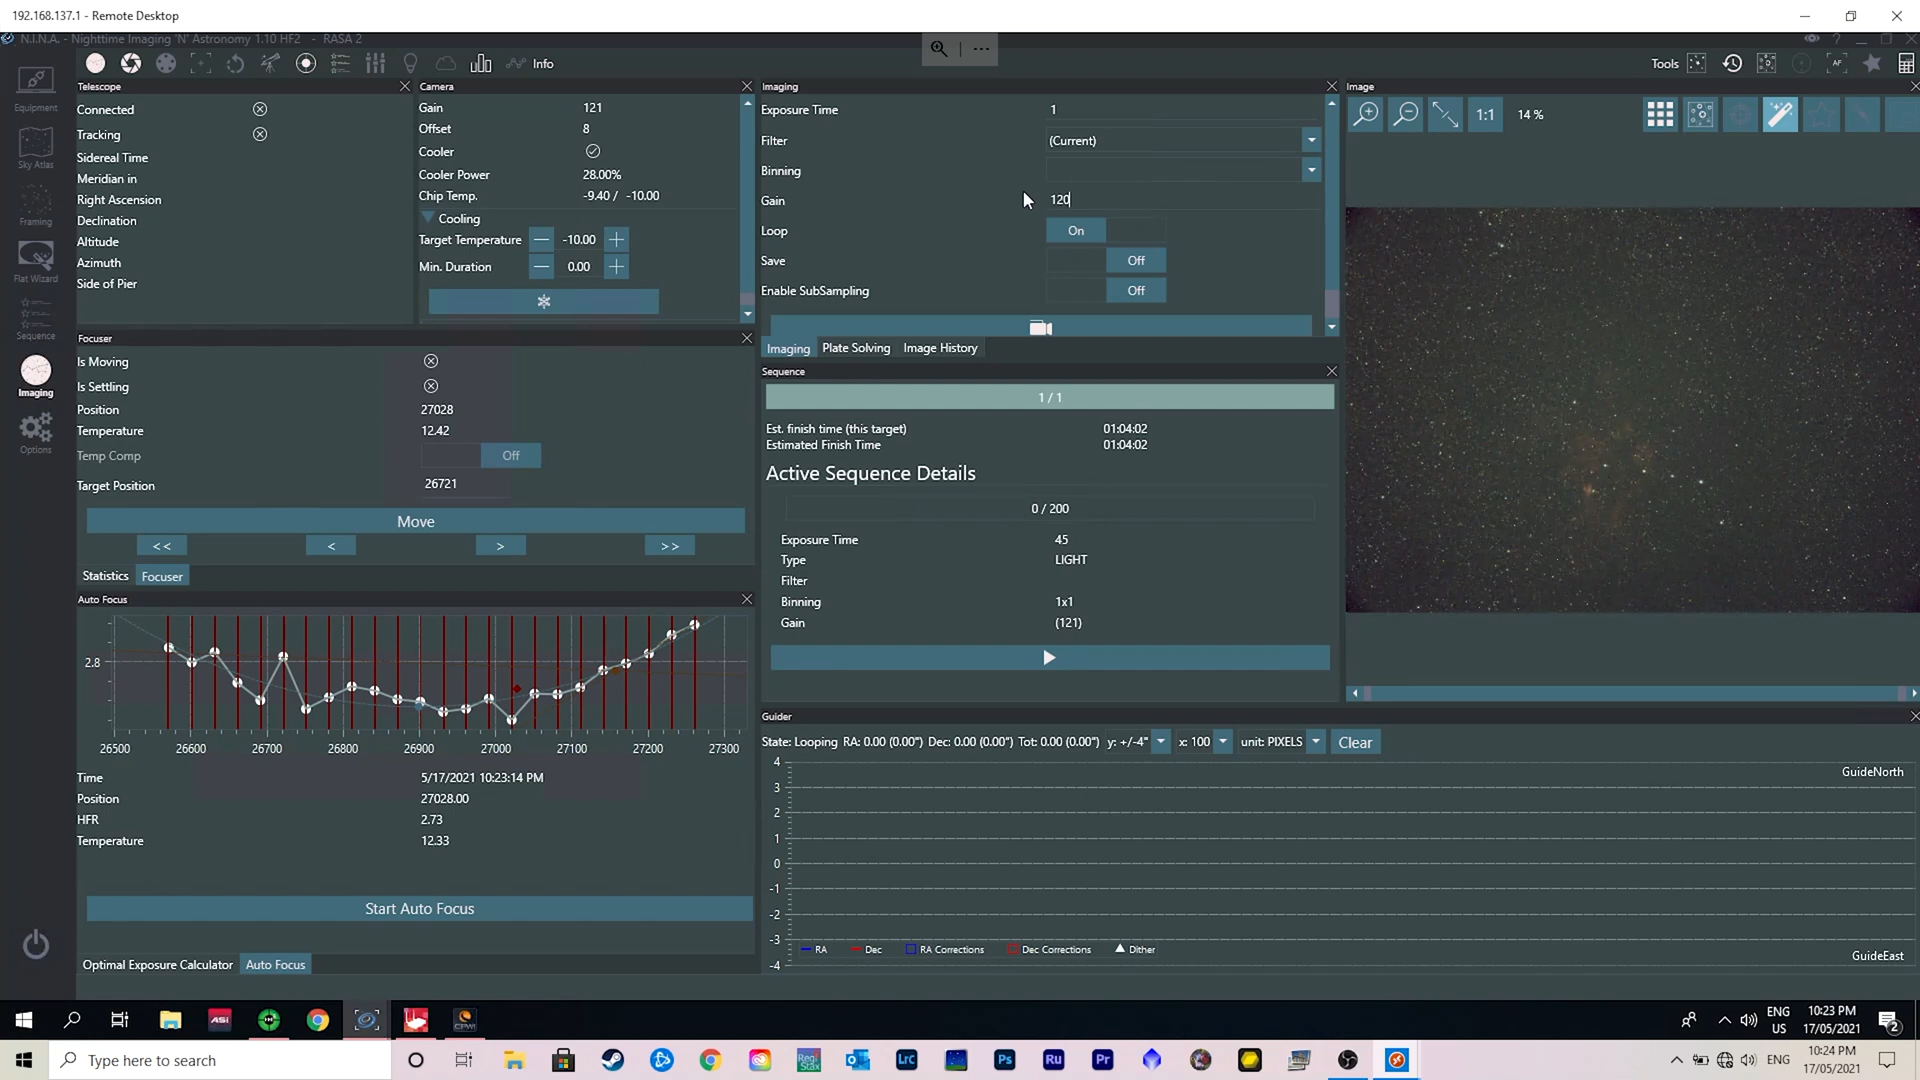 192.168.137.1 - Remote Desktop
N.I.N.A. - Nighttime Imaging 'N' Astronomy 1.10 HF2 - RASA 2
Info
Tools
AF
Equipment
Sky Atlas
Framing
Flat Wizard
Sequence
Imaging
Options
Telescope
Connected
Tracking
Sidereal Time
Meridian in
Right Ascension
Declination
Altitude
Azimuth
Side of Pier
Camera
Gain 121
Offset 8
Cooler
Cooler Power 28.00%
Chip Temp. -9.40 / -10.00
Cooling
Target Temperature -10.00
Min. Duration 0.00
Imaging
Exposure Time 1
Filter (Current)
Binning
Gain 120
Loop On
Save Off
Enable SubSampling Off
Imaging Plate Solving Image History
Image
1:1 14 %
Focuser
Is Moving
Is Settling
Position 27028
Temperature 12.42
Temp Comp Off
Target Position 26721
Move
<< < > >>
Statistics Focuser
Sequence
1 / 1
Est. finish time (this target) 01:04:02
Estimated Finish Time 01:04:02
Active Sequence Details
0 / 200
Exposure Time 45
Type LIGHT
Filter
Binning 1x1
Gain (121)
Auto Focus
2.8
26500 26600 26700 26800 26900 27000 27100 27200 27300
Time 5/17/2021 10:23:14 PM
Position 27028.00
HFR 2.73
Temperature 12.33
Start Auto Focus
Optimal Exposure Calculator Auto Focus
Guider
State: Looping RA: 0.00 (0.00") Dec: 0.00 (0.00") Tot: 0.00 (0.00") y: +/-4" x: 100 unit: PIXELS Clear
4
3
2
1
0
-1
-2
-3
-4
GuideNorth
GuideEast
RA Dec RA Corrections Dec Corrections Dither
ASI
CPWI
ENG
US
10:23 PM
17/05/2021
2
Type here to search
Regi
Stax
Lrc
Ps
Ru
Pr
ENG
10:24 PM
17/05/2021